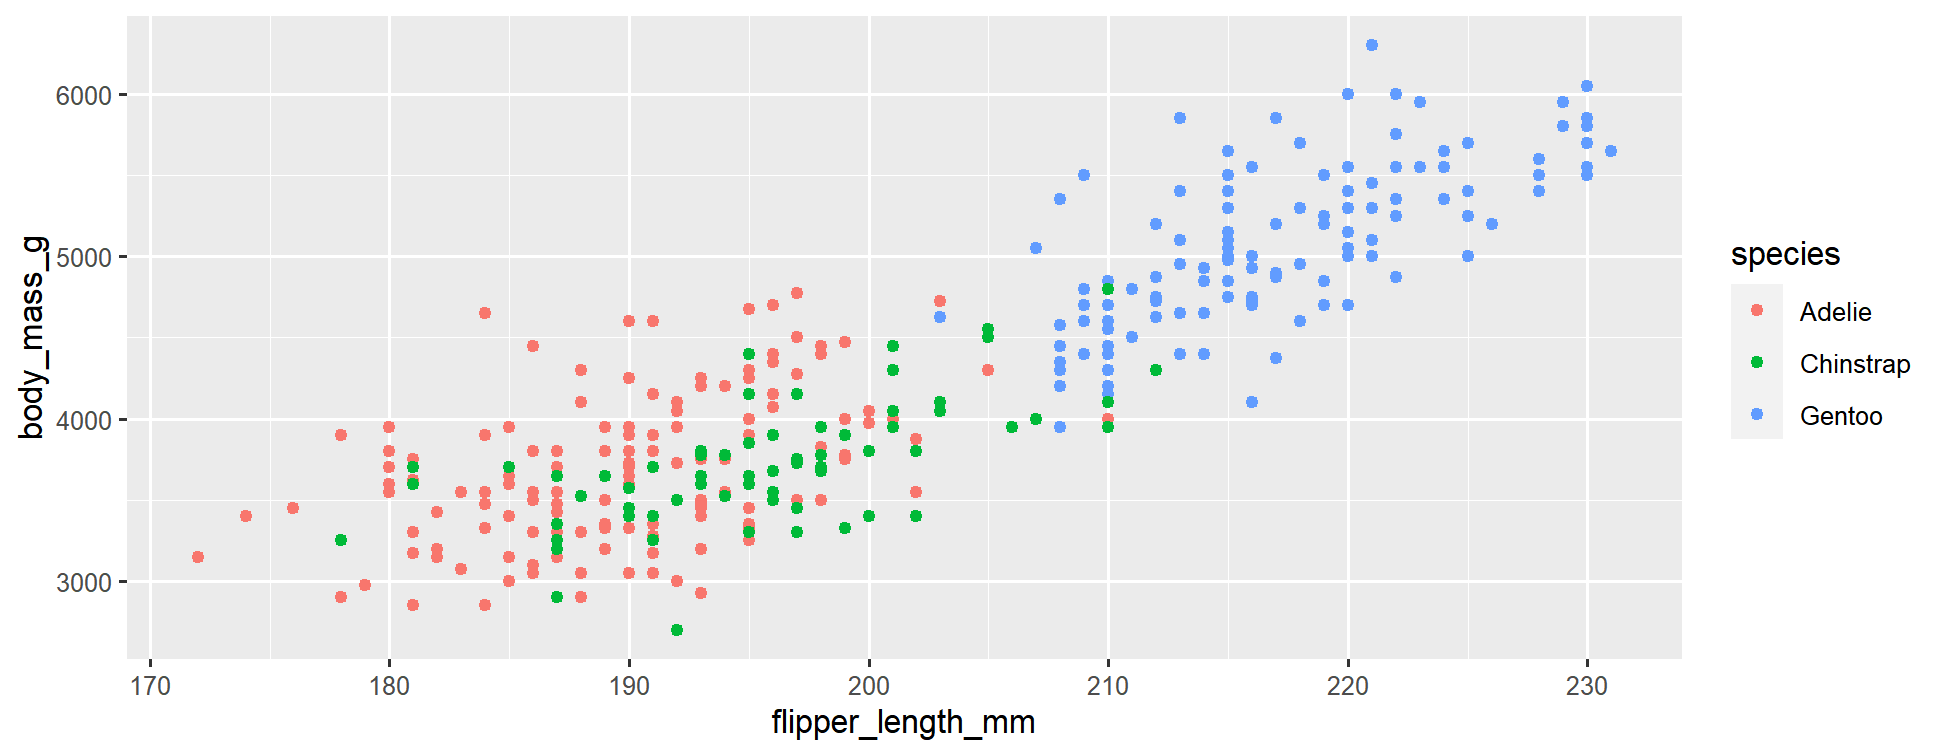 6000
5000
4000
3000
body_mass_g
170 180 190 200 210 220 230
flipper_length_mm
species
Adelie
Chinstrap
Gentoo